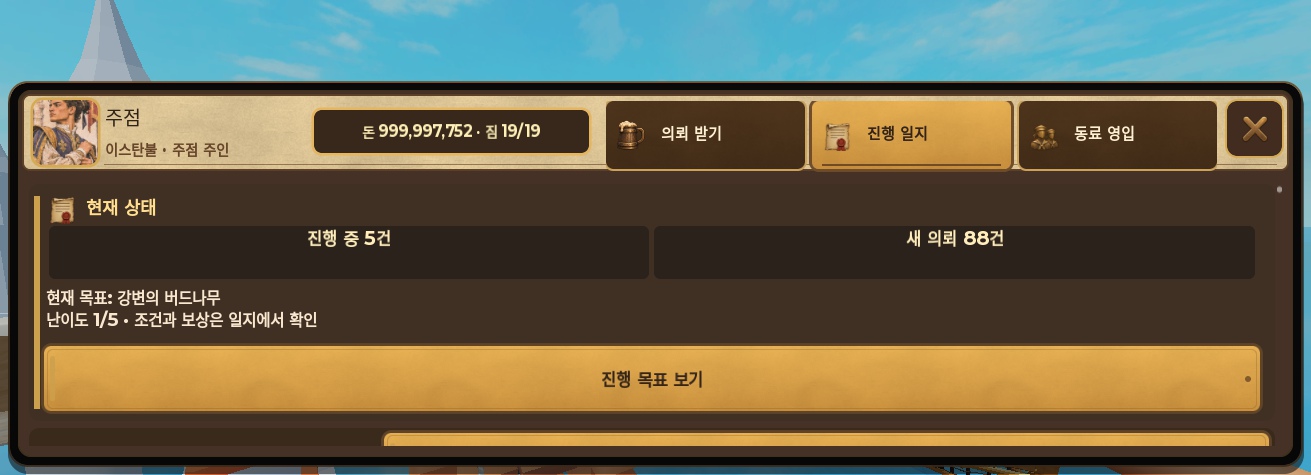 주점
이스탄불 • 주점 주인
돈 999,997,752 · 짐 19/19
의뢰 받기
진행 일지
동료 영입
현재 상태
진행 중 5건
새 의뢰 88건
현재 목표: 강변의 버드나무
난이도 1/5 • 조건과 보상은 일지에서 확인
진행 목표 보기